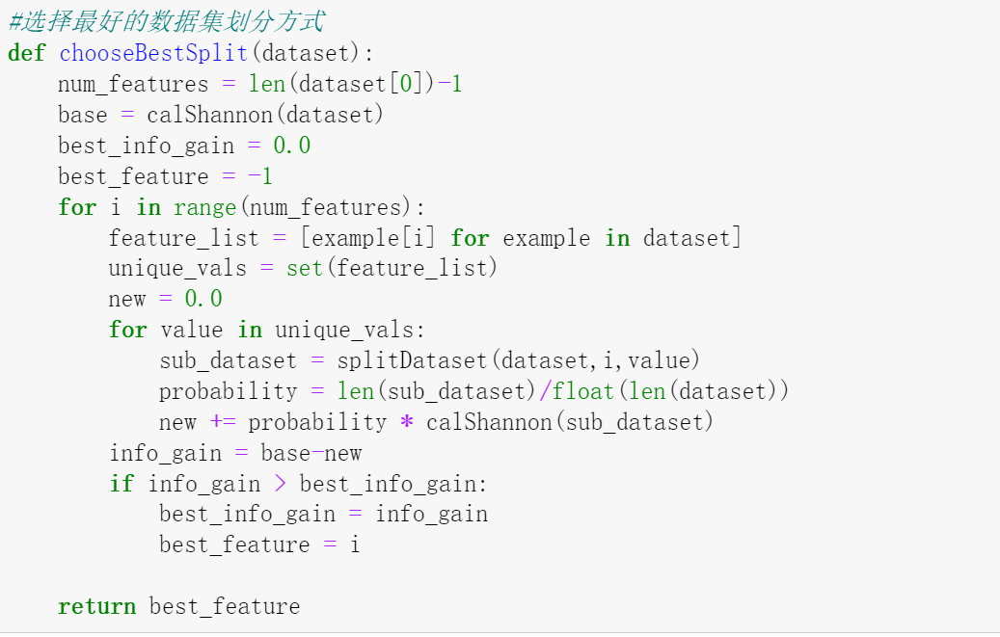 #选择最好的数据集划分方式
def chooseBestSplit(dataset):
    num_features = len(dataset[0])-1
    base = calShannon(dataset)
    best_info_gain = 0.0
    best_feature = -1
    for i in range(num_features):
        feature_list = [example[i] for example in dataset]
        unique_vals = set(feature_list)
        new = 0.0
        for value in unique_vals:
            sub_dataset = splitDataset(dataset,i,value)
            probability = len(sub_dataset)/float(len(dataset))
            new += probability * calShannon(sub_dataset)
        info_gain = base-new
        if info_gain > best_info_gain:
            best_info_gain = info_gain
            best_feature = i
    return best_feature